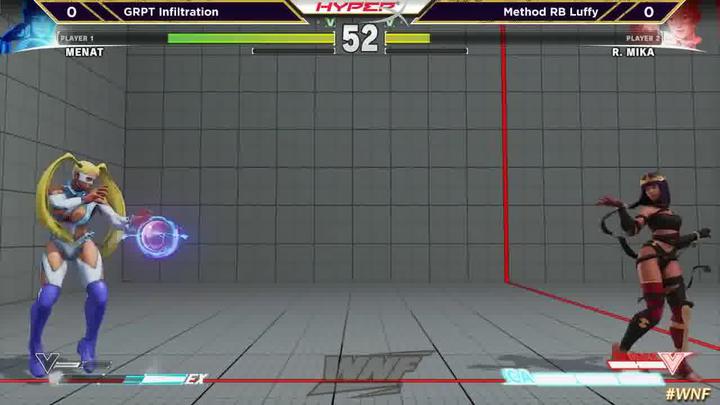 0 GRPT Infiltration HYPER Method RB Luffy 0
PLAYER 1 52 PLAYER 2
MENAT R. MIKA
V EX WNF CA V
#WNF